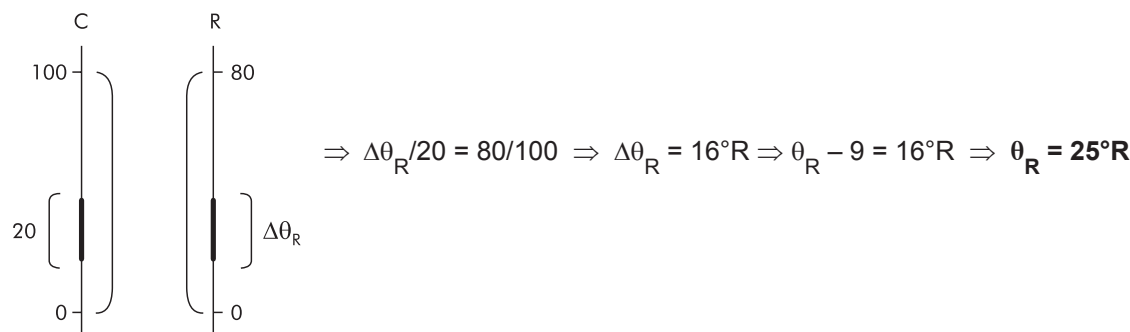 C R
100 80
⇒ Δθ_R/20 = 80/100 ⇒ Δθ_R = 16°R ⇒ θ_R – 9 = 16°R ⇒ θ_R = 25°R
20 Δθ_R
0 0